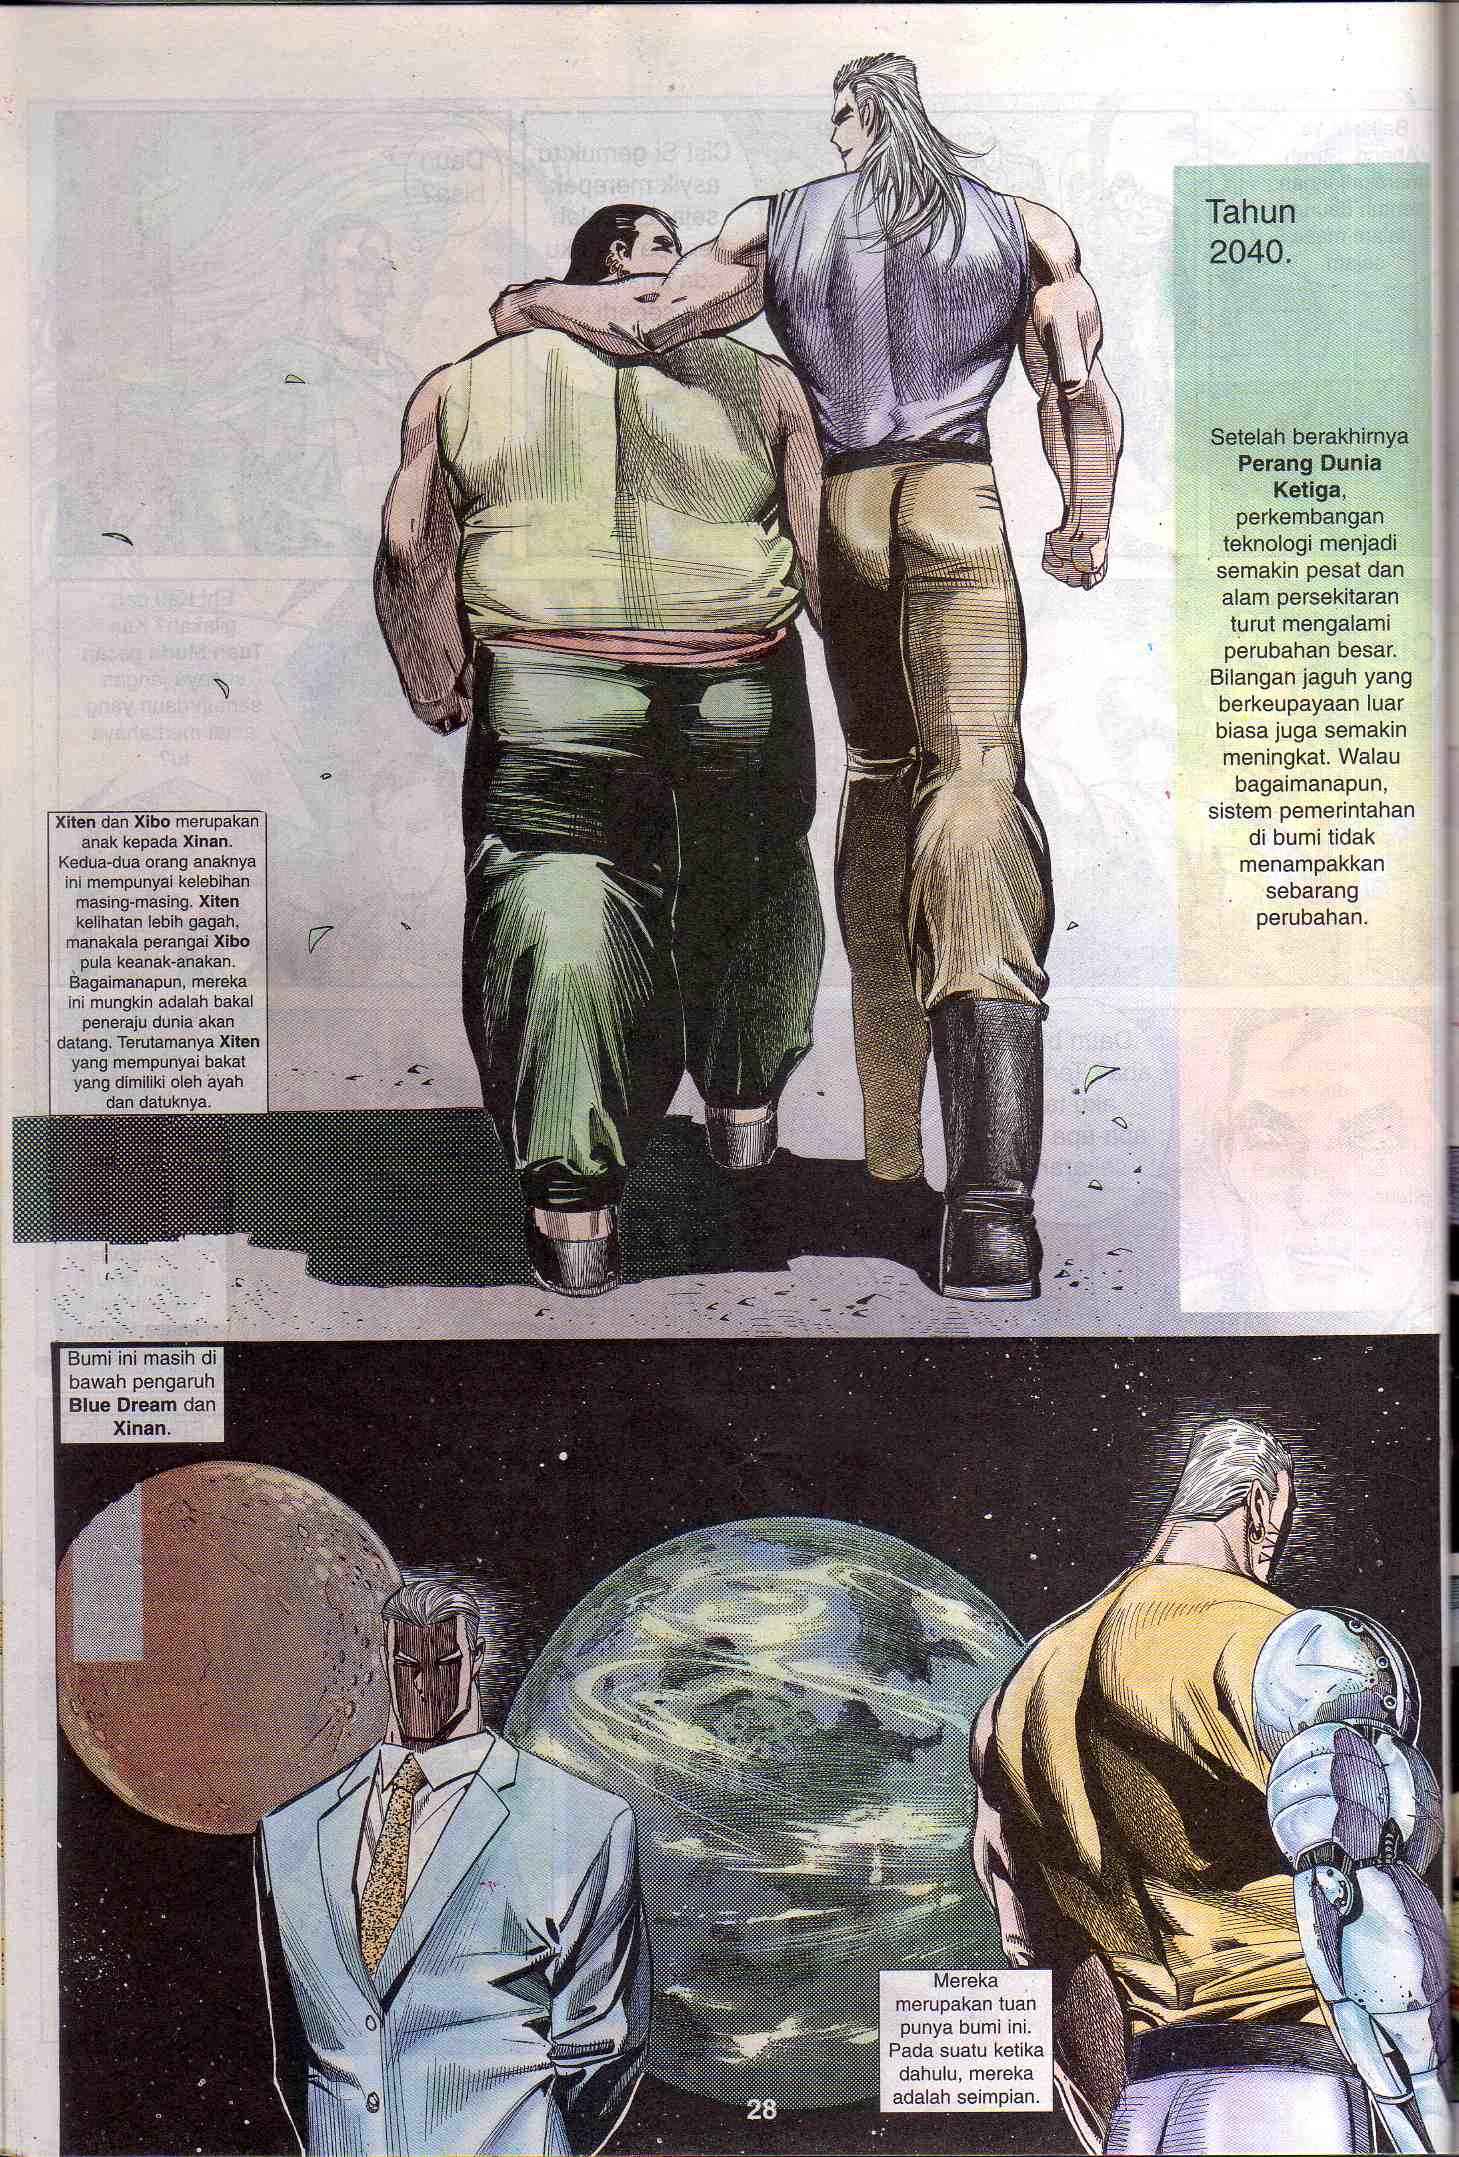 Tahun
2040.
Setelah berakhirnya
Perang Dunia
Ketiga,
perkembangan
teknologi menjadi
semakin pesat dan
alam persekitaran
turut mengalami
perubahan besar.
Bilangan jaguh yang
berkeupayaan luar
biasa juga semakin
meningkat. Walau
bagaimanapun,
sistem pemerintahan
di bumi tidak
menampakkan
sebarang
perubahan.
Xiten dan Xibo merupakan
anak kepada Xinan.
Kedua-dua orang anaknya
ini mempunyai kelebihan
masing-masing. Xiten
kelihatan lebih gagah,
manakala perangai Xibo
pula keanak-anakan.
Bagaimanapun, mereka
ini mungkin adalah bakal
peneraju dunia akan
datang. Terutamanya Xiten
yang mempunyai bakat
yang dimiliki oleh ayah
dan datuknya.
Bumi ini masih di
bawah pengaruh
Blue Dream dan
Xinan.
Mereka
merupakan tuan
punya bumi ini.
Pada suatu ketika
dahulu, mereka
adalah seimpian.
28